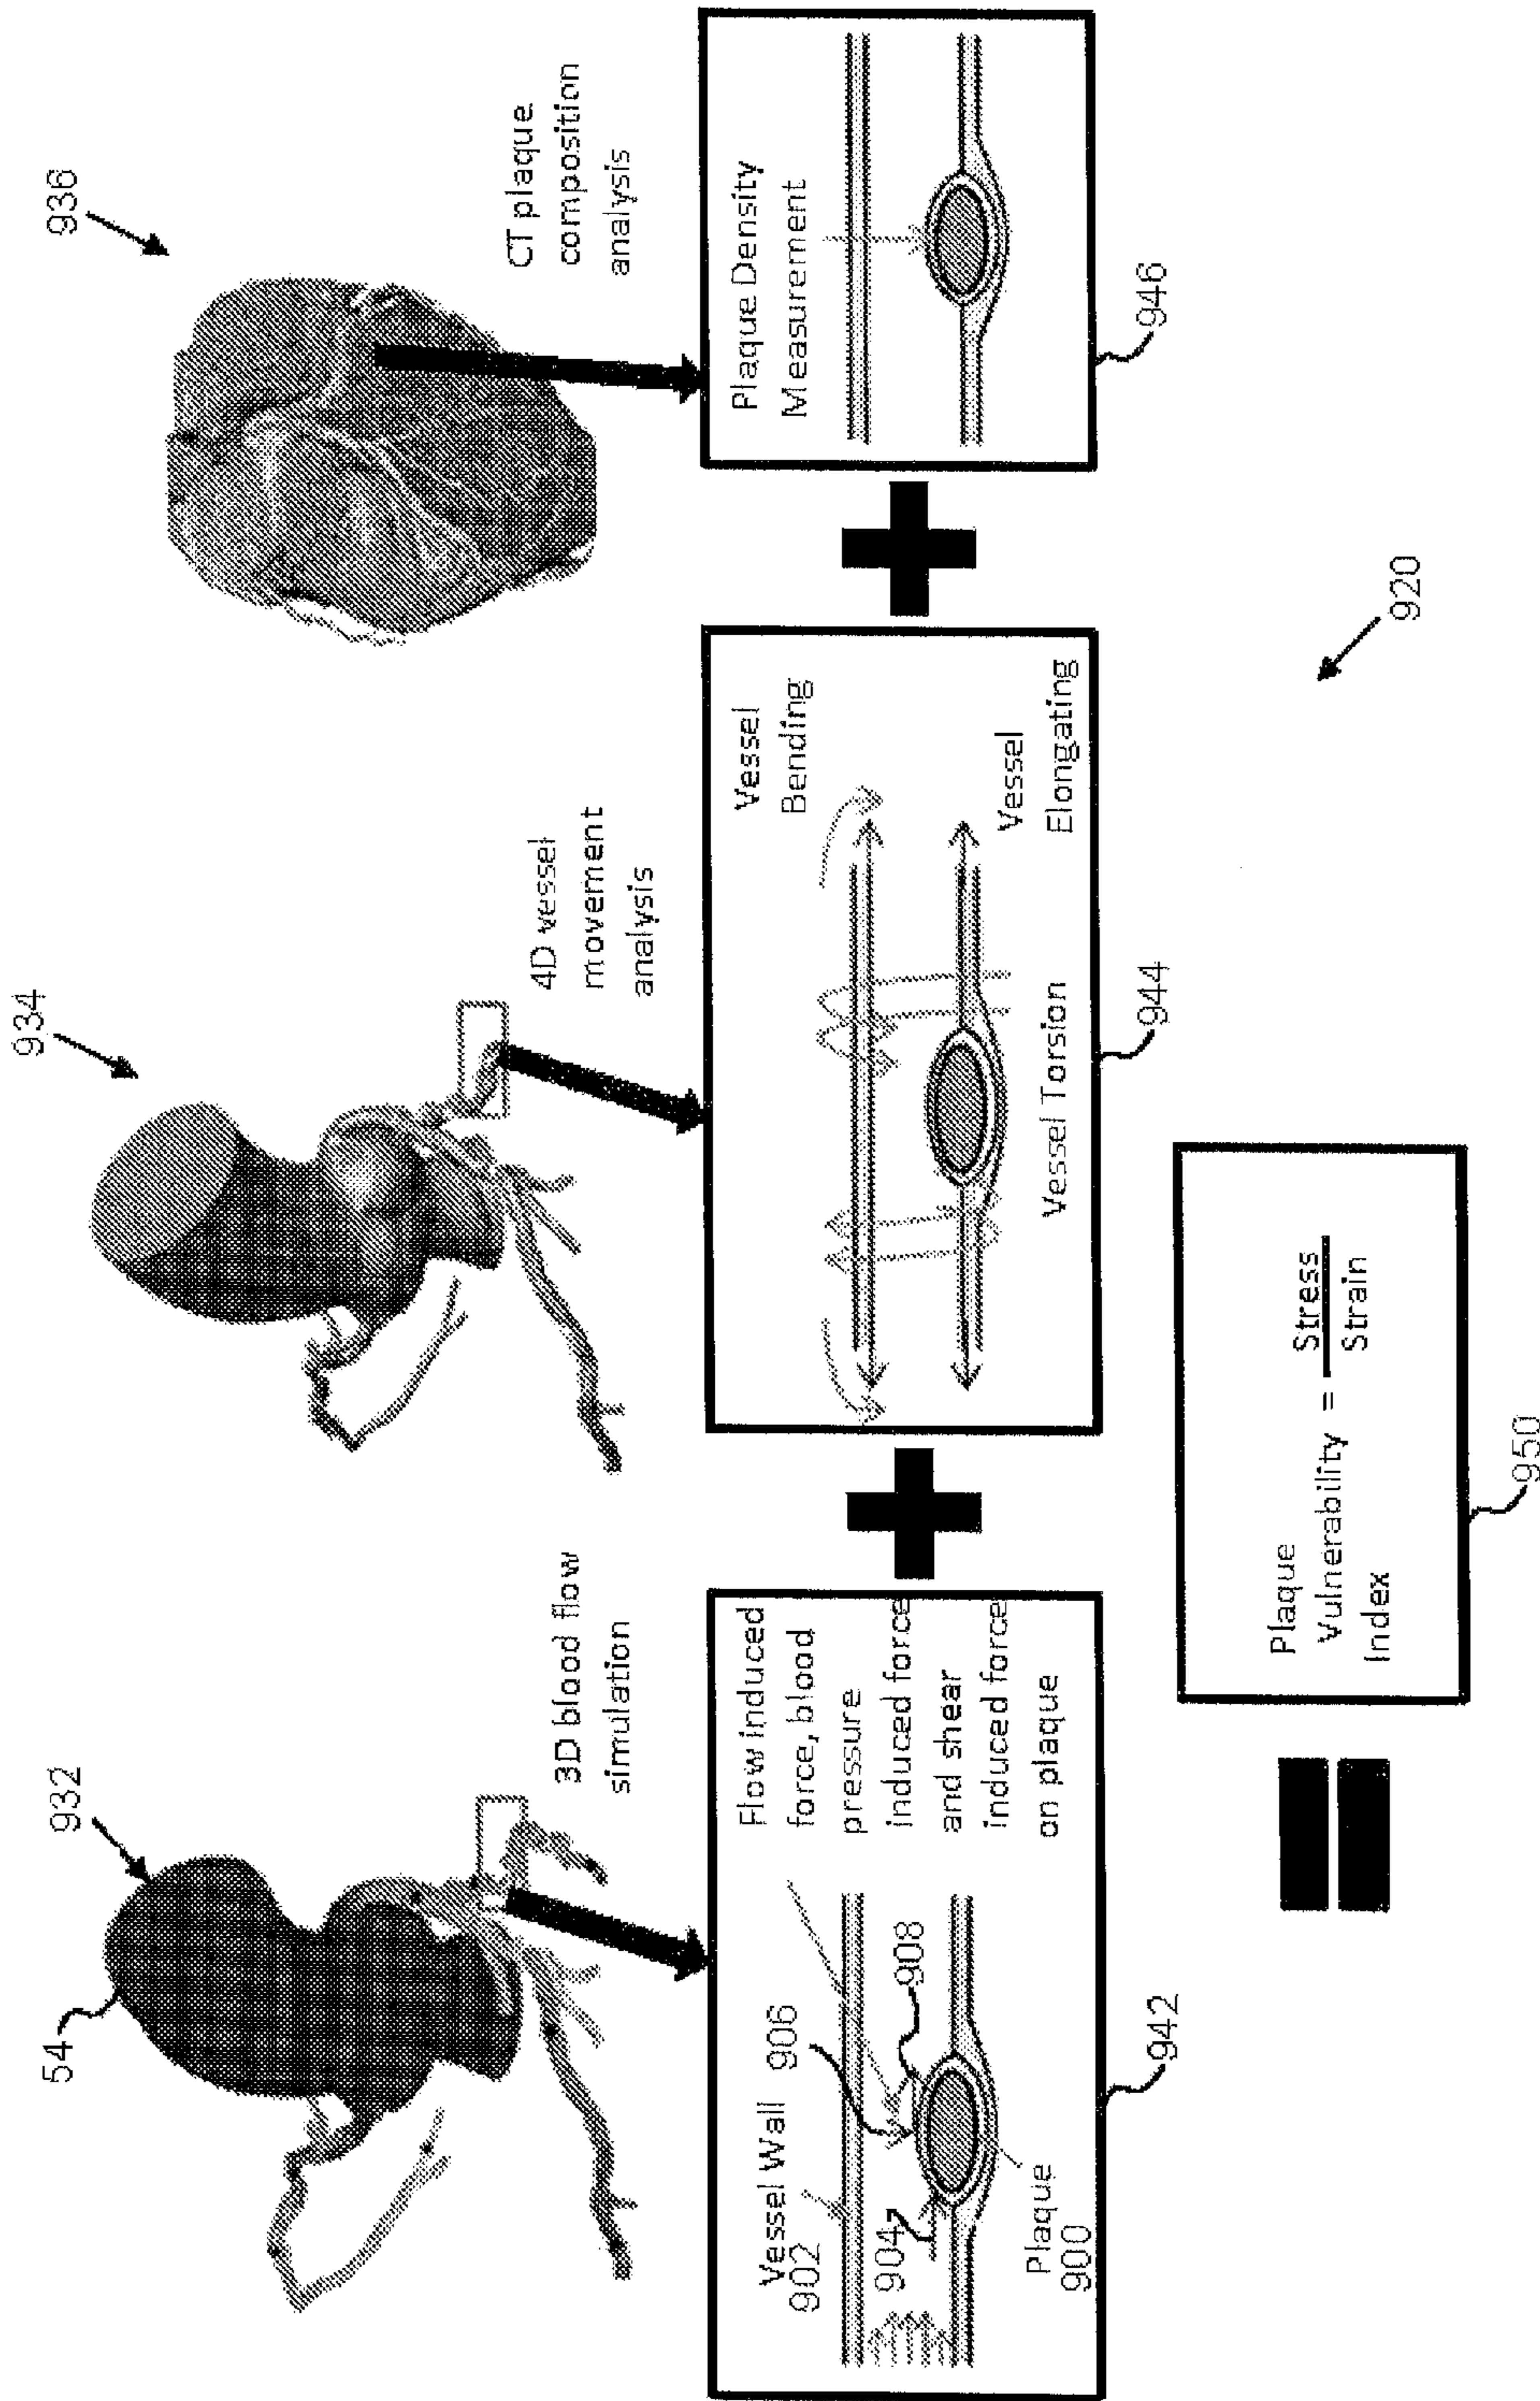 54
932
934
936
3D blood flow
simulation
4D vessel
movement
analysis
CT plaque
composition
analysis
Vessel Wall
902
906
908
904
Plaque
900
Flow induced
force, blood
pressure
induced force
and shear
induced force
on plaque
942
Vessel
Bending
Vessel Torsion
Vessel
Elongating
944
Plaque Density
Measurement
946
Plaque
Vulnerability = Stress
Index
Strain
950
920